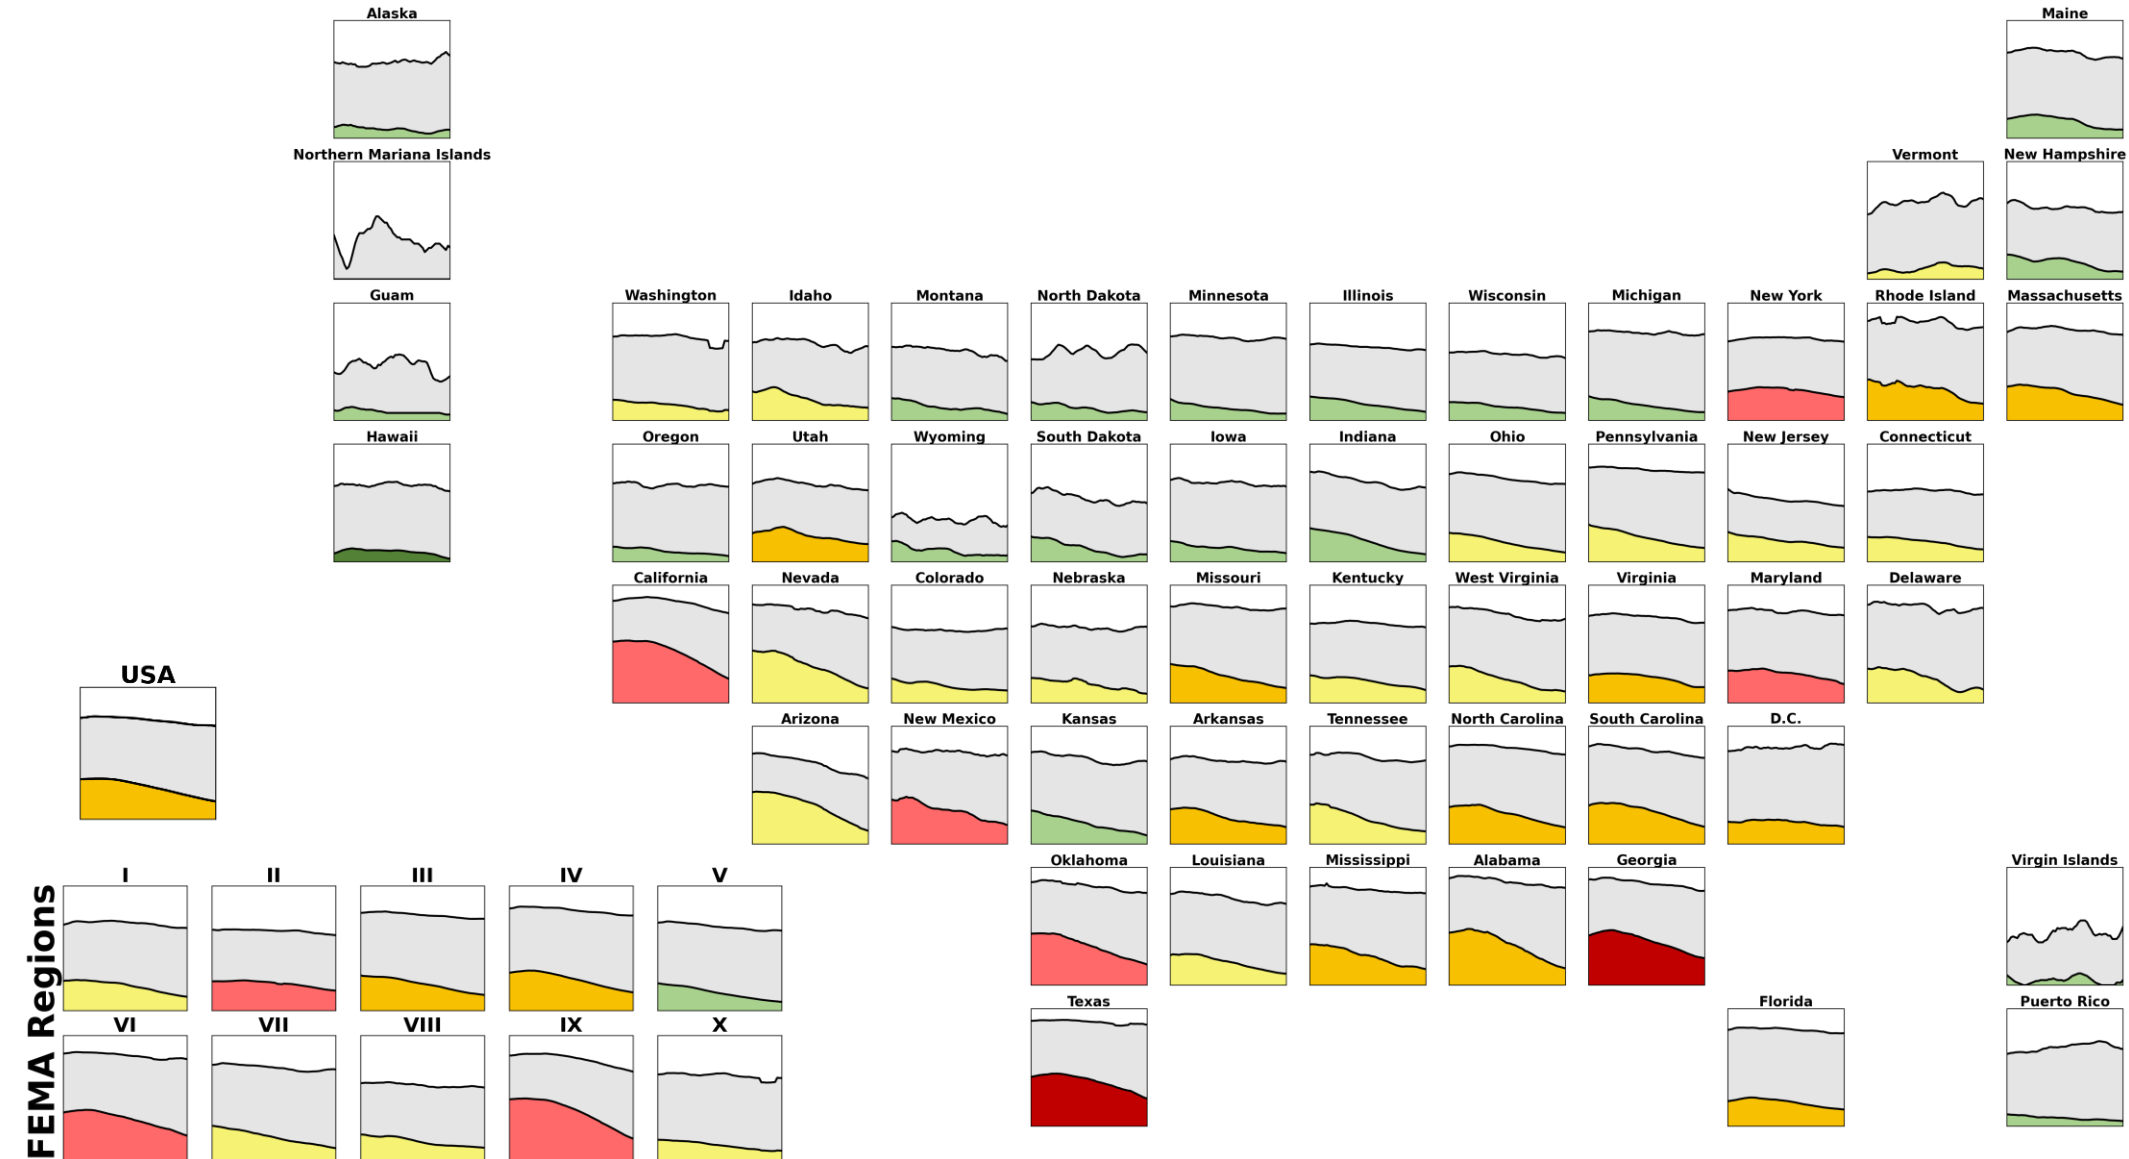 Alaska
Maine
Northern Mariana Islands
Vermont
New Hampshire
Guam
Washington
Idaho
Montana
North Dakota
Minnesota
Illinois
Wisconsin
Michigan
New York
Rhode Island
Massachusetts
Hawaii
Oregon
Utah
Wyoming
South Dakota
Iowa
Indiana
Ohio
Pennsylvania
New Jersey
Connecticut
California
Nevada
Colorado
Nebraska
Missouri
Kentucky
West Virginia
Virginia
Maryland
Delaware
USA
Arizona
New Mexico
Kansas
Arkansas
Tennessee
North Carolina
South Carolina
D.C.
Oklahoma
Louisiana
Mississippi
Alabama
Georgia
Virgin Islands
Texas
Florida
Puerto Rico
FEMA Regions
I
II
III
IV
V
VI
VII
VIII
IX
X